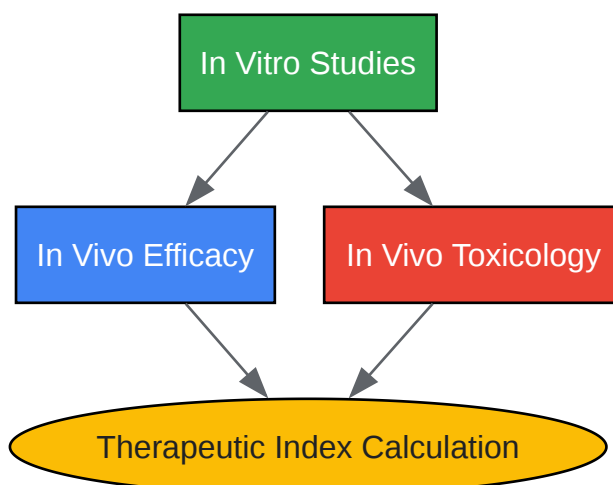 In Vitro Studies
In Vivo Efficacy
In Vivo Toxicology
Therapeutic Index Calculation